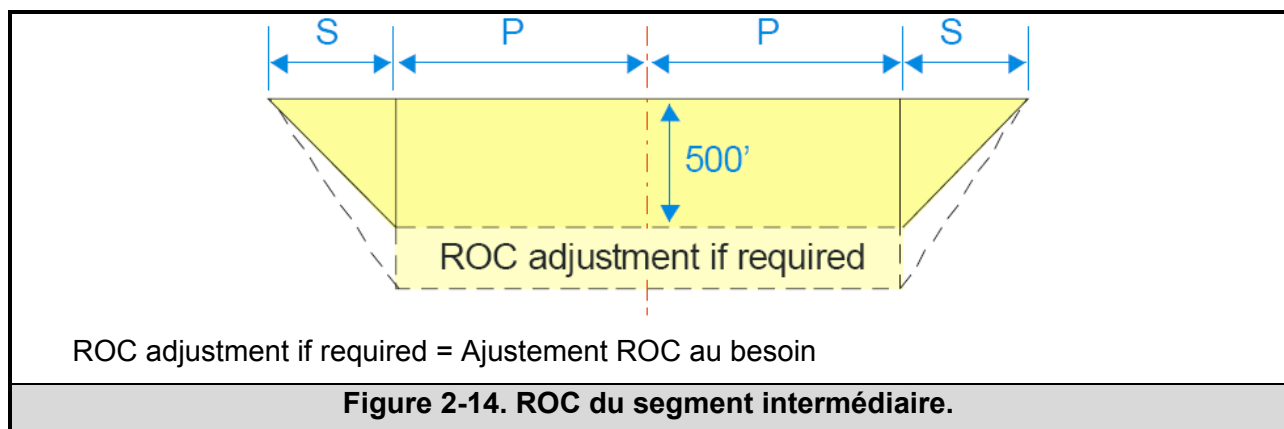 S P P S
500’
ROC adjustment if required
ROC adjustment if required = Ajustement ROC au besoin
Figure 2-14. ROC du segment intermédiaire.